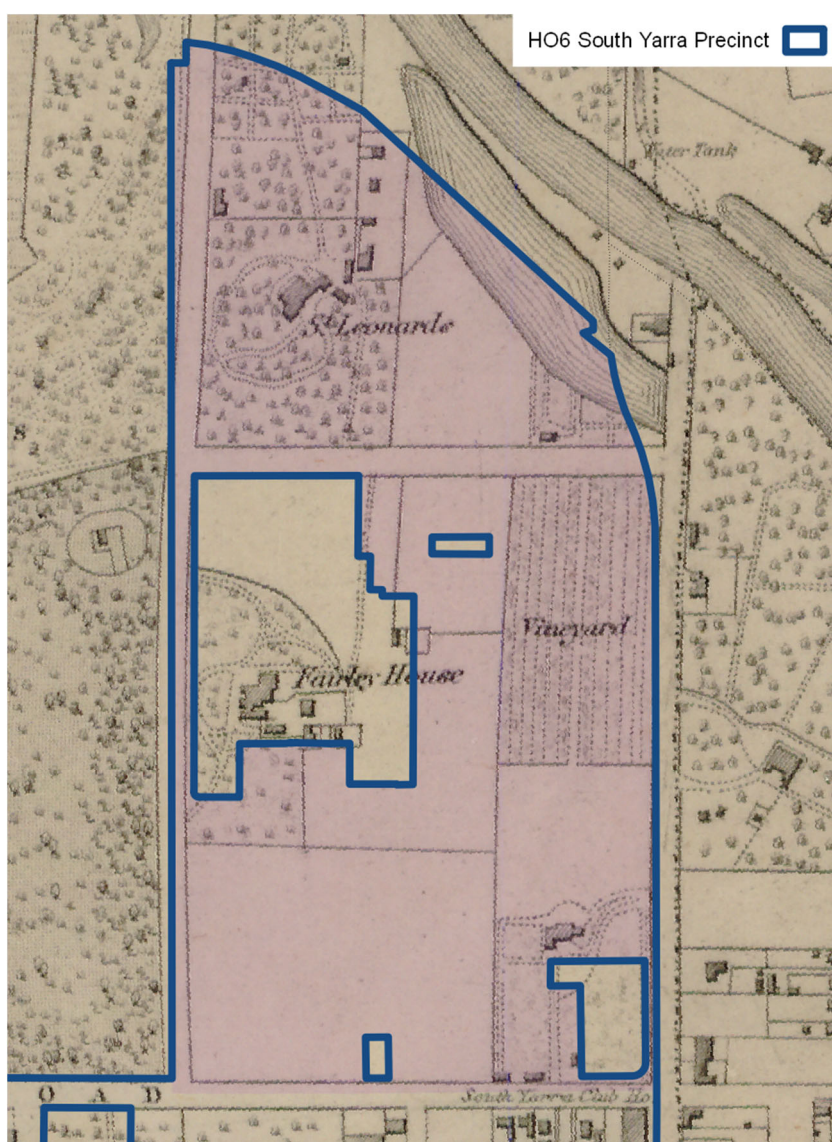 HO6 South Yarra Precinct
Water Tank
St Leonards
Vineyard
Fairley House
O A D
South Yarra Club Ho